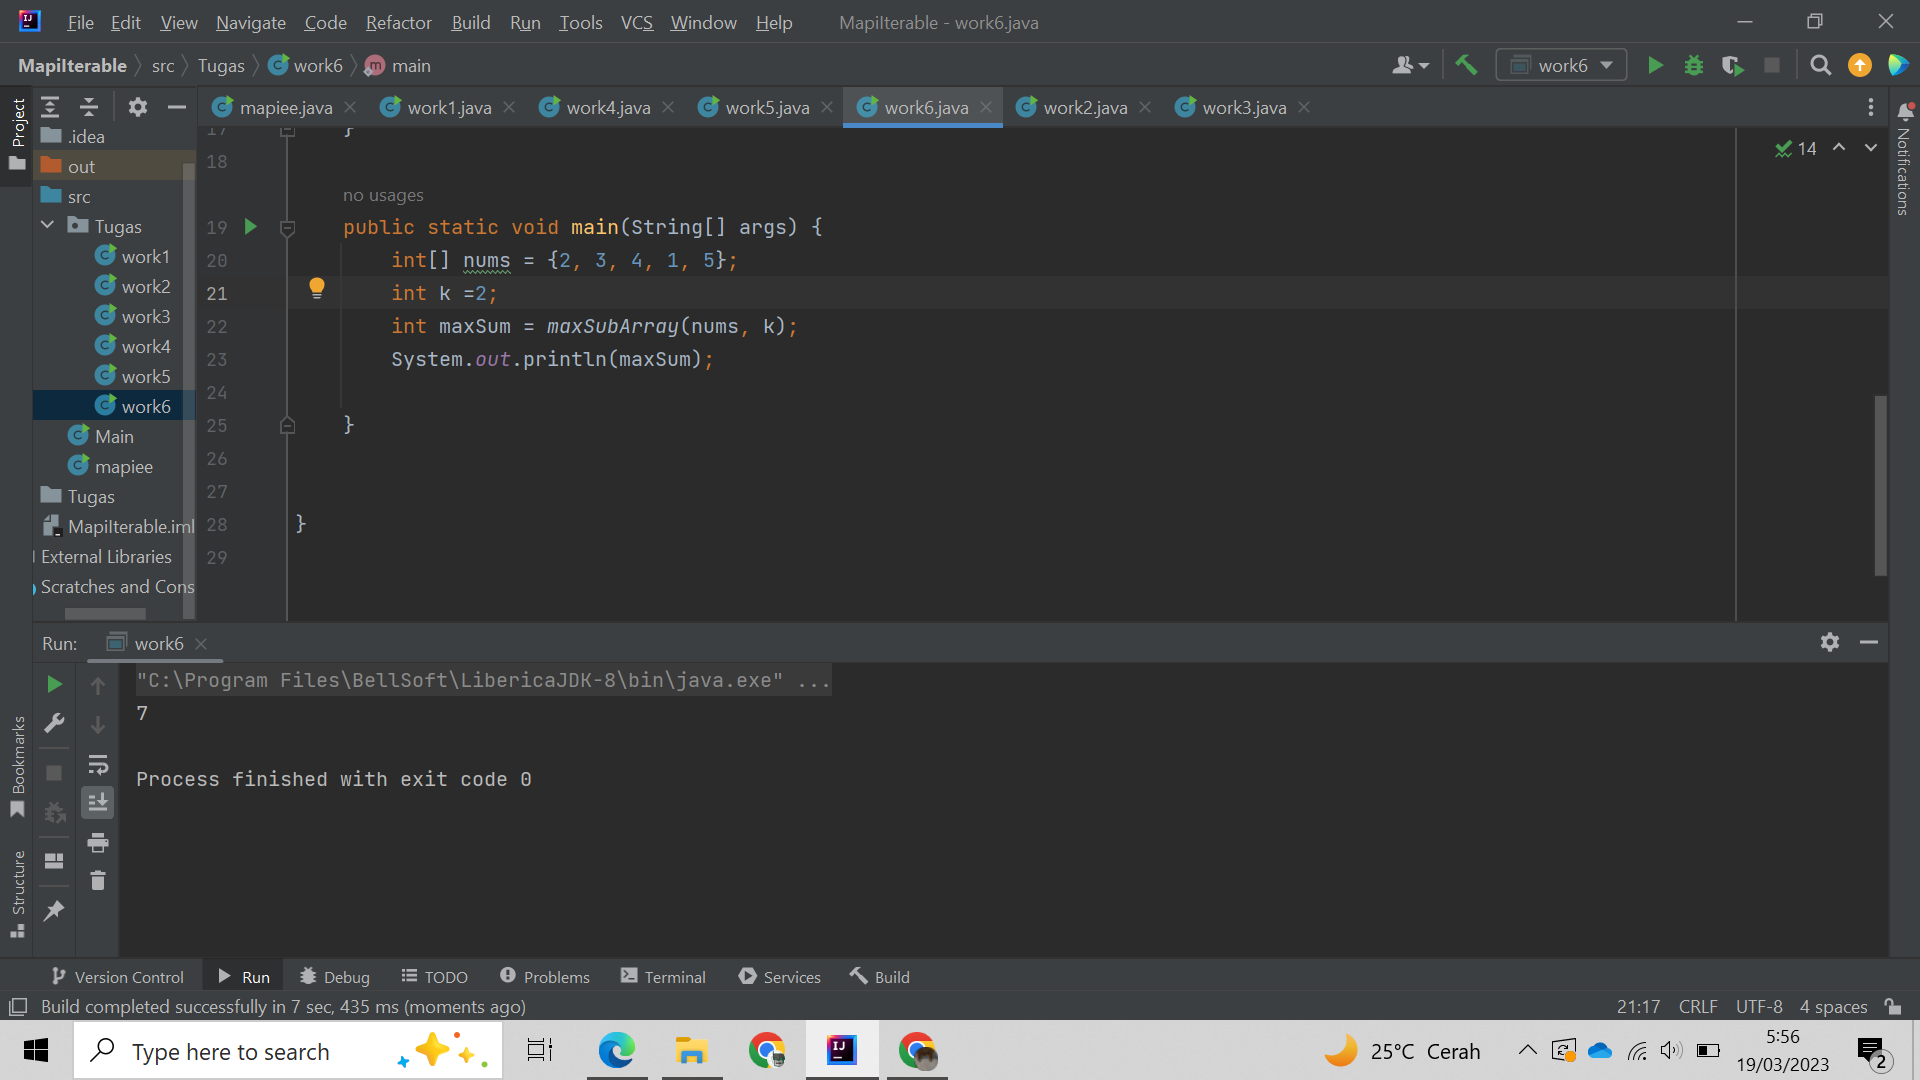 File Edit View Navigate Code Refactor Build Run Tools VCS Window Help MapiIterable - work6.java
MapiIterable src Tugas work6 main work6
Project
mapiee.java work1.java work4.java work5.java work6.java work2.java work3.java
.idea
out
src
Tugas
work1
work2
work3
work4
work5
work6
Main
mapiee
Tugas
MapiIterable.iml
External Libraries
Scratches and Cons
17 }
18
no usages
19 public static void main(String[] args) {
20 int[] nums = {2, 3, 4, 1, 5};
21 int k =2;
22 int maxSum = maxSubArray(nums, k);
23 System.out.println(maxSum);
24
25 }
26
27
28 }
29
14
Notifications
Run: work6
"C:\Program Files\BellSoft\LibericaJDK-8\bin\java.exe" ...
7
Process finished with exit code 0
Bookmarks
Structure
Version Control Run Debug TODO Problems Terminal Services Build
Build completed successfully in 7 sec, 435 ms (moments ago) 21:17 CRLF UTF-8 4 spaces
Type here to search
25°C Cerah
5:56
19/03/2023
2